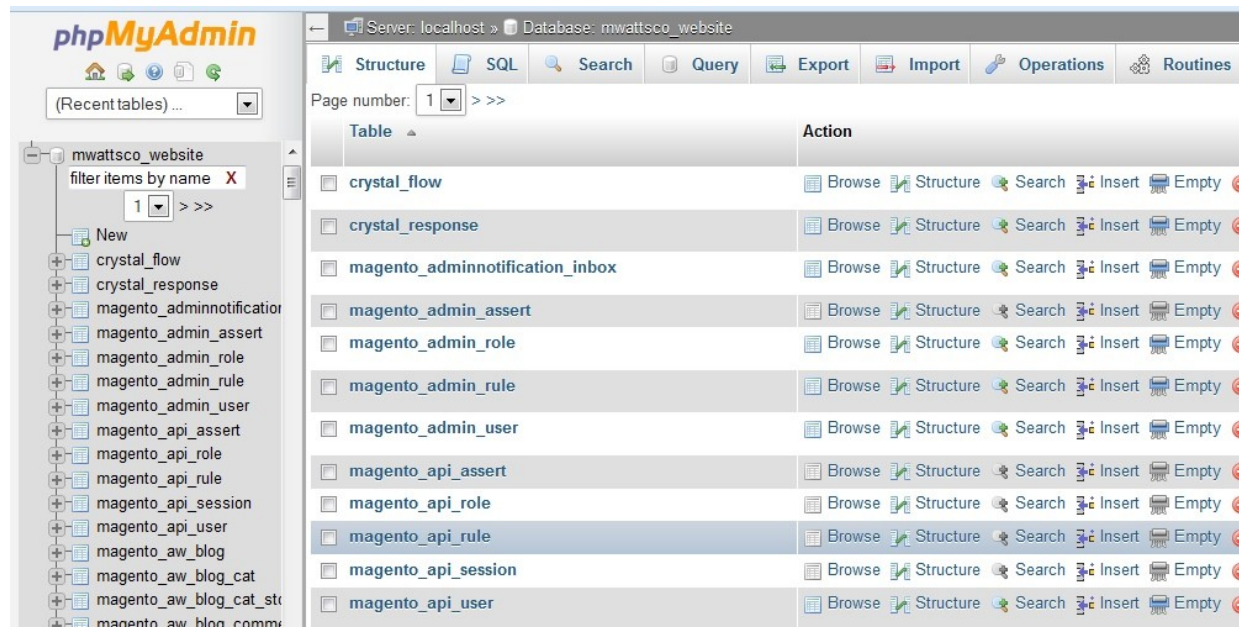 phpMyAdmin
(Recent tables) ...
mwattsco_website
filter items by name X
1 > >>
New
crystal_flow
crystal_response
magento_adminnotification
magento_admin_assert
magento_admin_role
magento_admin_rule
magento_admin_user
magento_api_assert
magento_api_role
magento_api_rule
magento_api_session
magento_api_user
magento_aw_blog
magento_aw_blog_cat
magento_aw_blog_cat_sto
magento_aw_blog_comme
← Server: localhost » Database: mwattsco_website
Structure SQL Search Query Export Import Operations Routines
Page number: 1 > >>
Table Action
crystal_flow Browse Structure Search Insert Empty
crystal_response Browse Structure Search Insert Empty
magento_adminnotification_inbox Browse Structure Search Insert Empty
magento_admin_assert Browse Structure Search Insert Empty
magento_admin_role Browse Structure Search Insert Empty
magento_admin_rule Browse Structure Search Insert Empty
magento_admin_user Browse Structure Search Insert Empty
magento_api_assert Browse Structure Search Insert Empty
magento_api_role Browse Structure Search Insert Empty
magento_api_rule Browse Structure Search Insert Empty
magento_api_session Browse Structure Search Insert Empty
magento_api_user Browse Structure Search Insert Empty